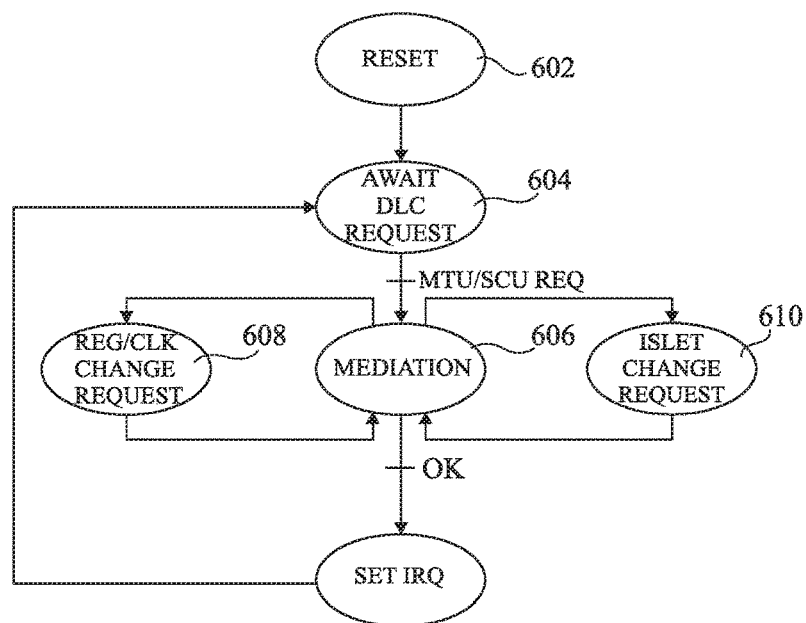 RESET
602
AWAIT
DLC
REQUEST
604
MTU/SCU REQ
REG/CLK
CHANGE
REQUEST
608
MEDIATION
606
ISLET
CHANGE
REQUEST
610
OK
SET IRQ